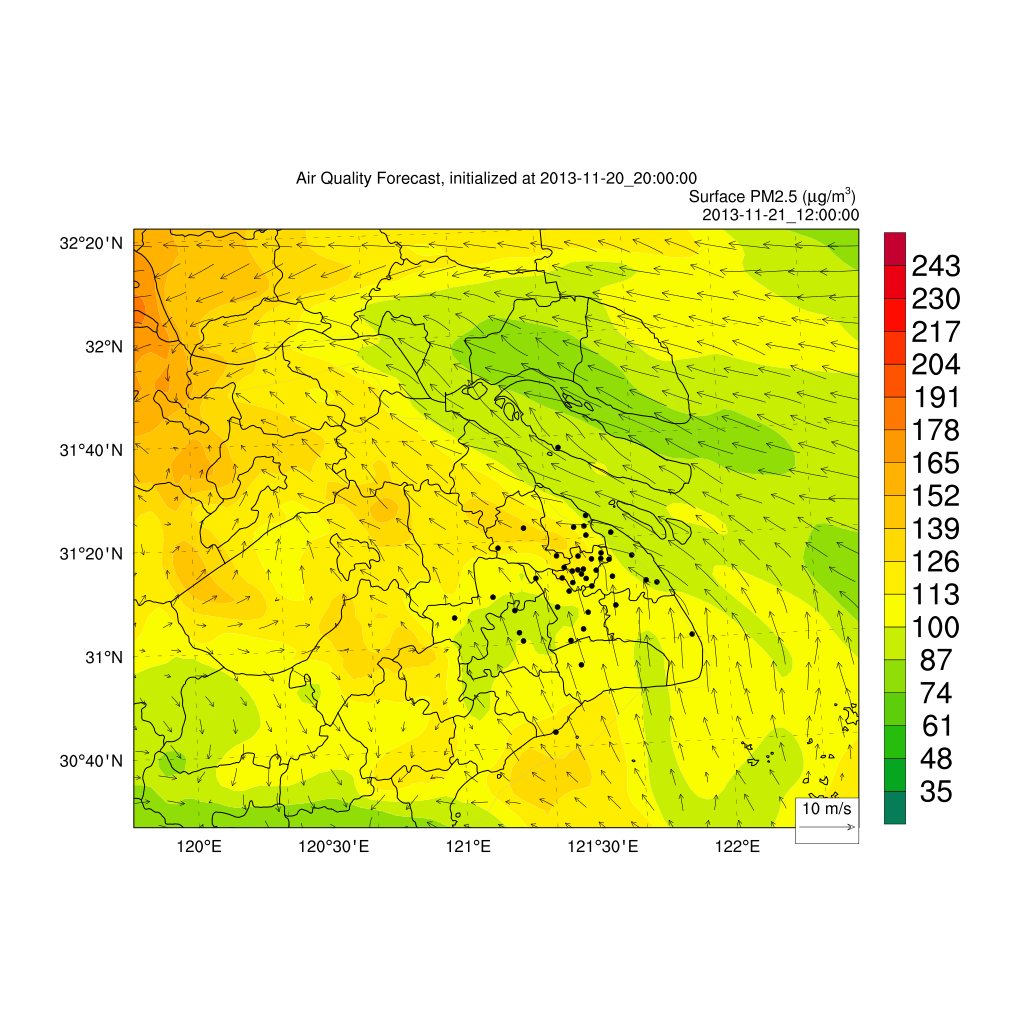 Air Quality Forecast, initialized at 2013-11-20_20:00:00
Surface PM2.5 (μg/m³)
2013-11-21_12:00:00
32°20'N
32°N
31°40'N
31°20'N
31°N
30°40'N
120°E
120°30'E
121°E
121°30'E
122°E
10 m/s
243
230
217
204
191
178
165
152
139
126
113
100
87
74
61
48
35